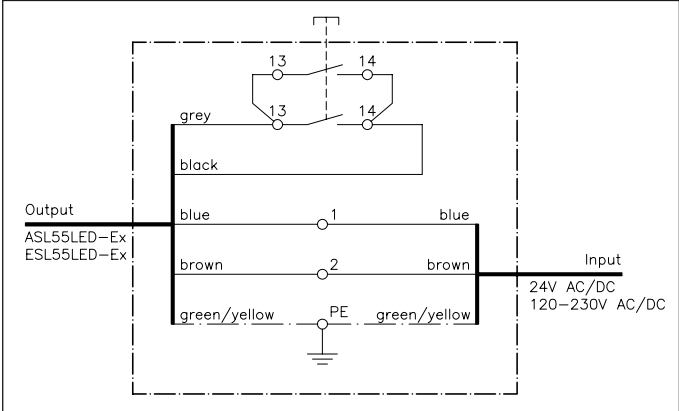 13 14
13 14
grey
black
Output
ASL55LED-Ex
ESL55LED-Ex
blue 1 blue
brown 2 brown
Input
24V AC/DC
120-230V AC/DC
green/yellow PE green/yellow